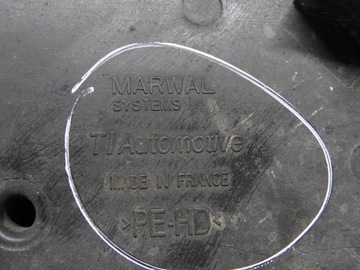 MARWAL
SYSTEMS
TI Automotive
MADE IN FRANCE
>PE-HD<